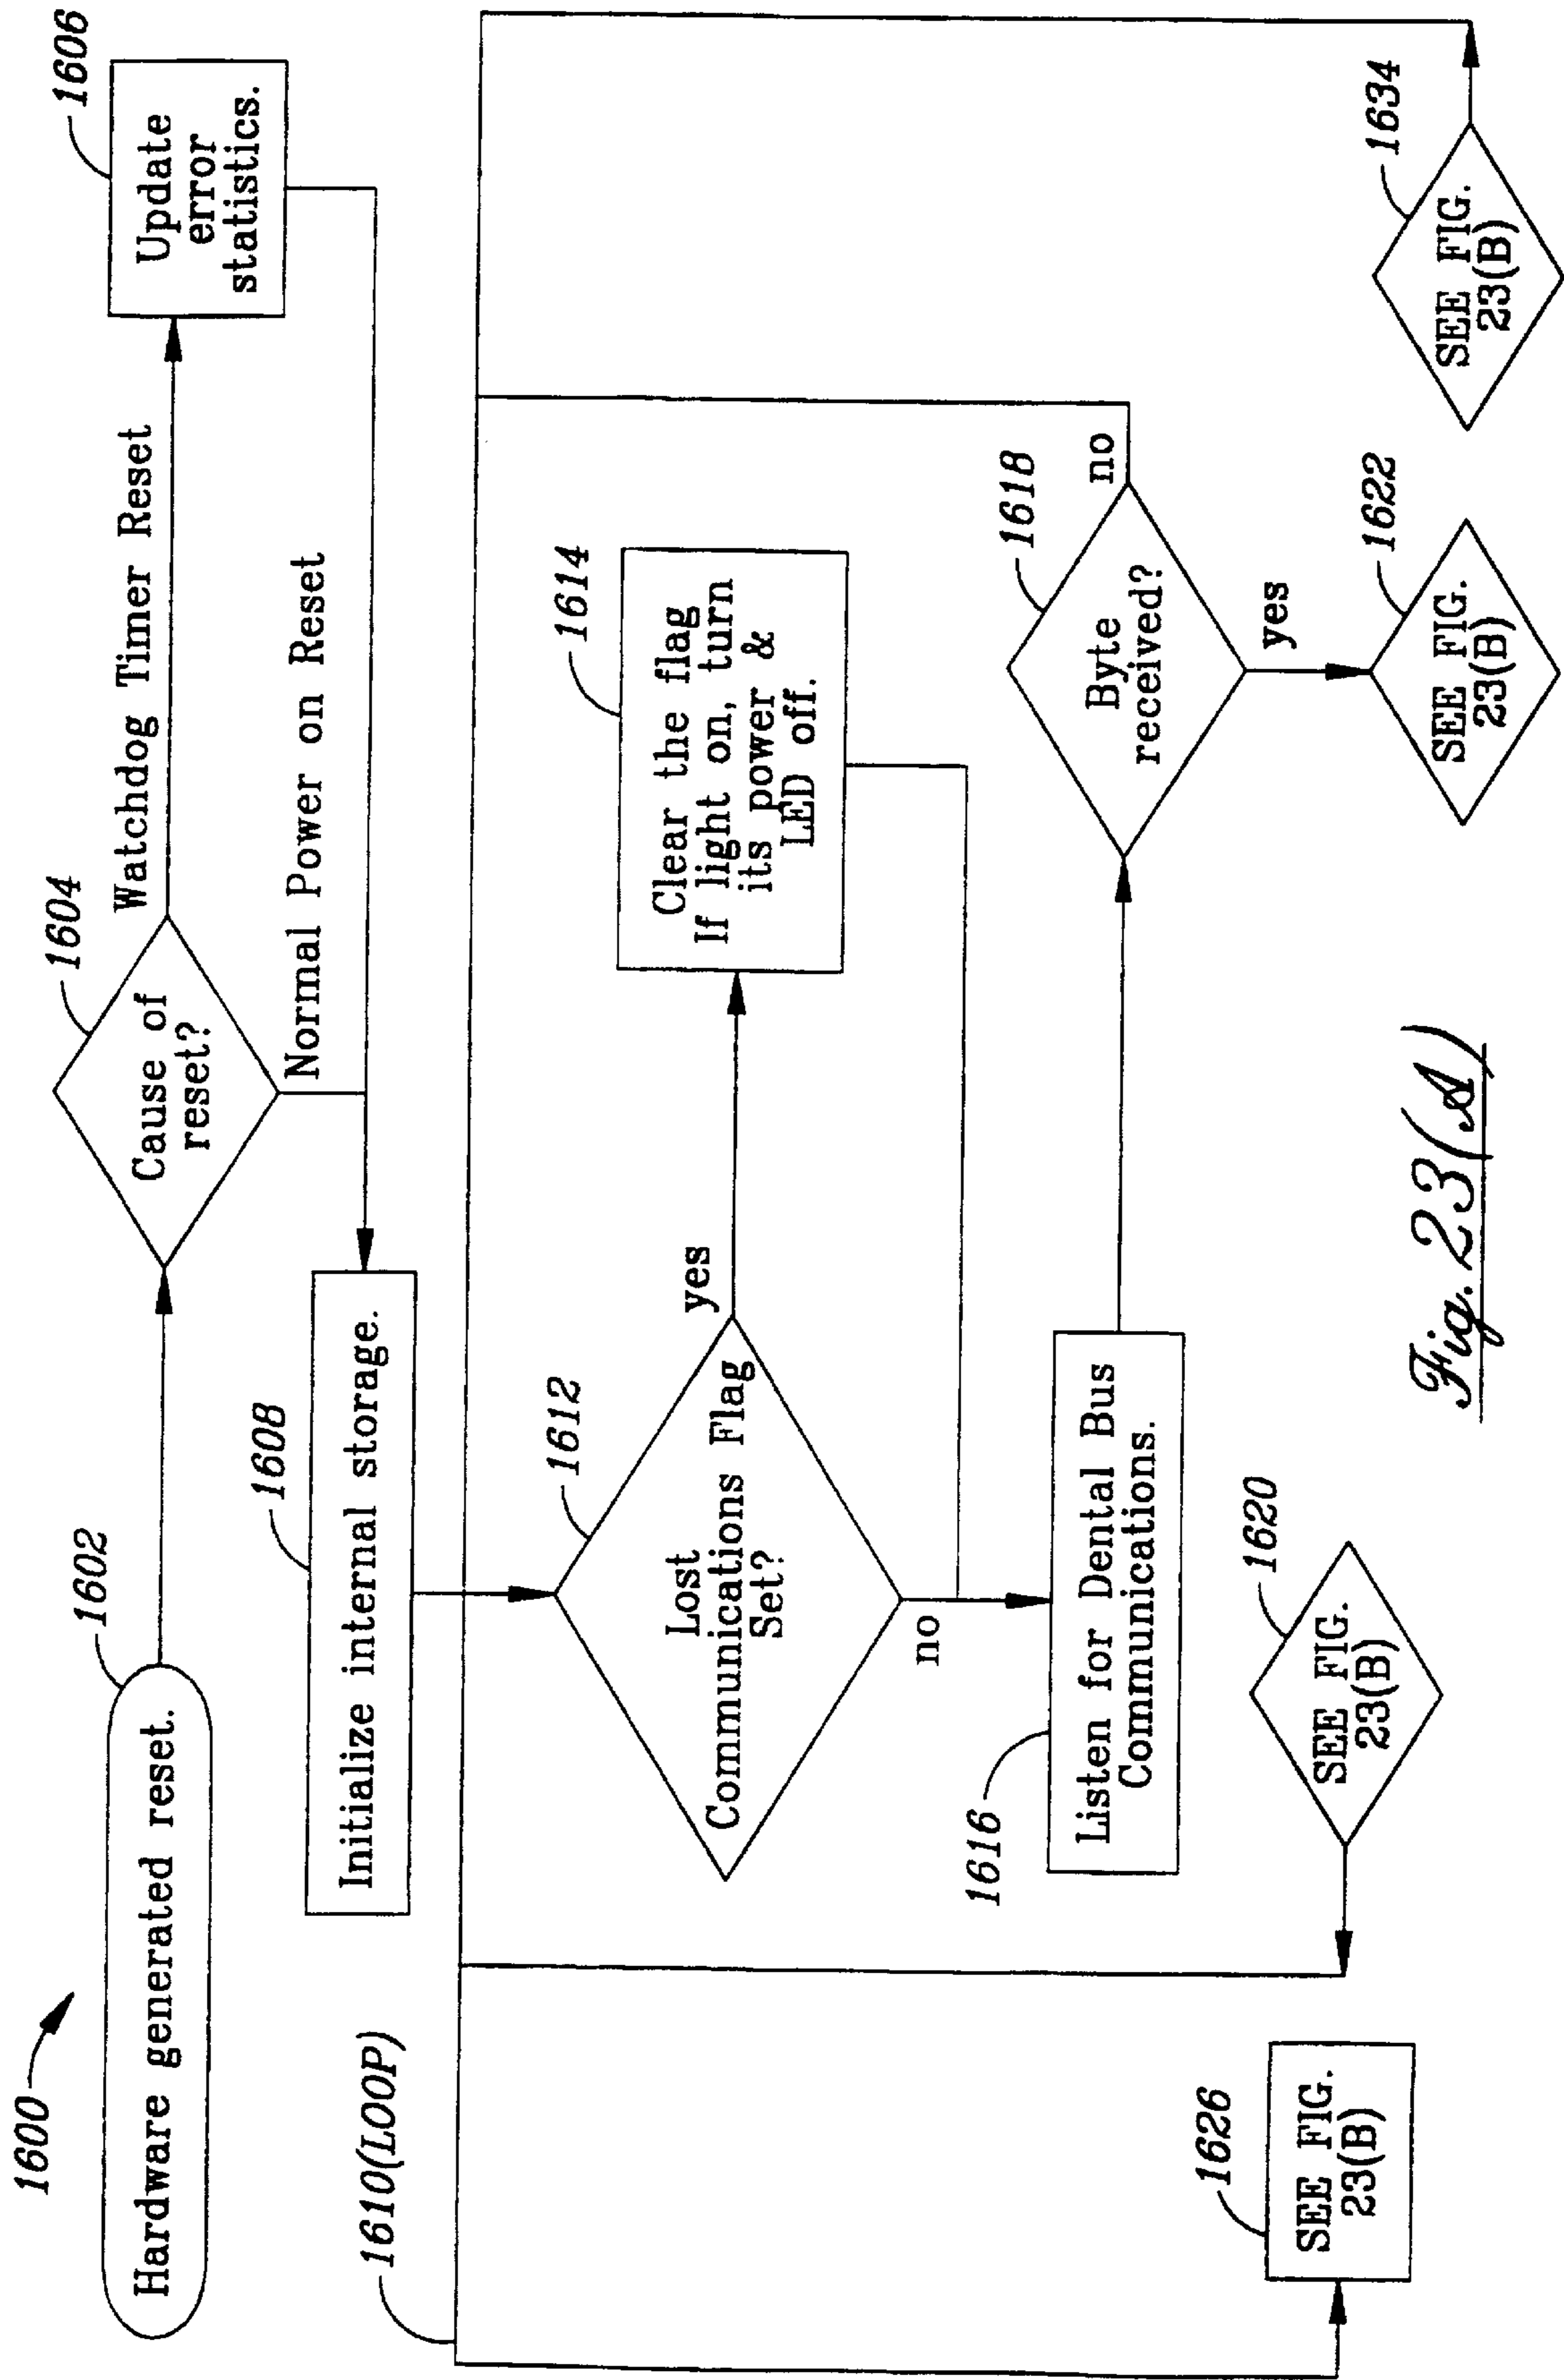 1600
1602
Hardware generated reset.
1604
Cause of
reset?
Watchdog Timer Reset
1606
Update
error
statistics.
Normal Power on Reset
1608
Initialize internal storage.
1610(LOOP)
1612
Lost
Communications Flag
Set?
yes
no
1614
Clear the flag
If light on, turn
its power &
LED off.
1616
Listen for Dental Bus
Communications.
1618
Byte
received?
no
yes
1626
SEE FIG.
23(B)
1620
SEE FIG.
23(B)
1622
SEE FIG.
23(B)
1634
SEE FIG.
23(B)
Fig. 23(A)